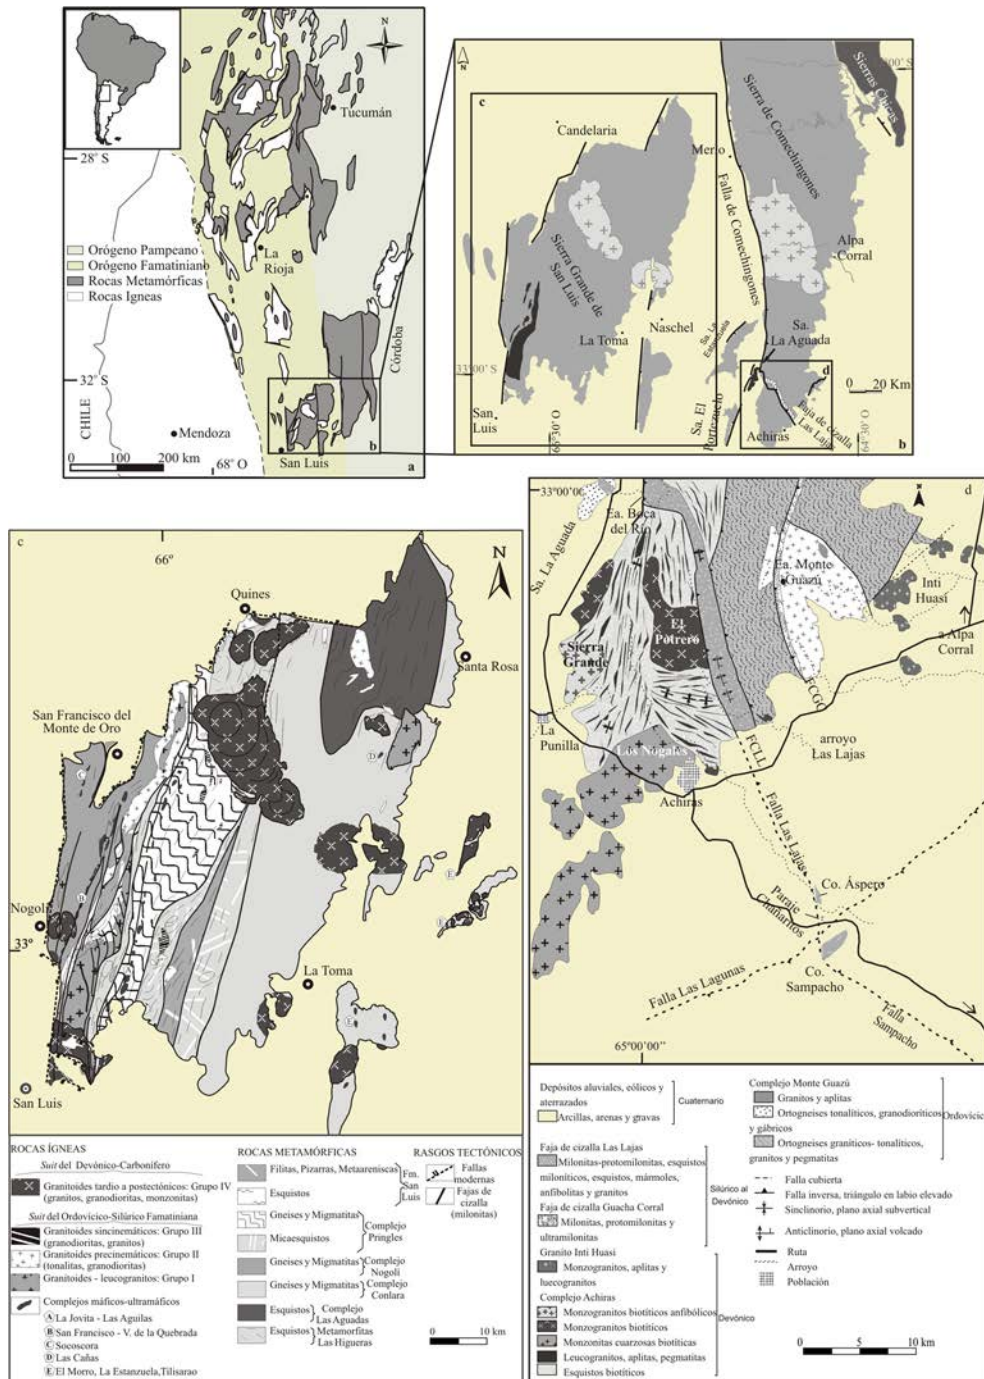 N
Tucumán
28° S
La
Rioja
Orógeno Pampeano
Orógeno Famatiniano
Rocas Metamórficas
Rocas Igneas
Córdoba
32° S
CHILE
Mendoza
0 100 200 km
68° O
San Luis
b
a
N
c
Candelaria
Merlo
Sierra de Comechingones
Sierras Chicas
Falla de Comechingones
Sierra Grande de
San Luis
Alpa
Corral
La Toma
Naschel
Sa. La
Estanzuela
Sa.
La Aguada
33°00' S
San
Luis
65°30' O
Sa. El
Portezuelo
Achiras
d
Faja de cizalla
Las Lajas
0 20 Km
64°30' O
b
c
66°
N
Quines
Santa Rosa
San Francisco del
Monte de Oro
C
D
Nogolí
B
E
33°
La Toma
E
San Luis
33°00'00"
d
Sa. La Aguada
Ea. Boca
del Río
Ea. Monte
Guazú
Inti
Huasi
a Alpa
Corral
El
Potrero
Sierra
Grande
La
Punilla
Los Nogales
Achiras
FCGC
FCLL
arroyo
Las Lajas
Falla Las Lajas
Co. Áspero
Paraje
Chañaritos
Co.
Sampacho
Falla Las Lagunas
Falla
Sampacho
65°00'00"
ROCAS ÍGNEAS
Suit del Devónico-Carbonífero
Granitoides tardio a postectónicos: Grupo IV
(granitos, granodioritas, monzonitas)
Suit del Ordovícico-Silúrico Famatiniana
Granitoides sincinemáticos: Grupo III
(granodioritas, granitos)
Granitoides precinemáticos: Grupo II
(tonalitas, granodioritas)
Granitoides - leucogranitos: Grupo I
Complejos máficos-ultramáficos
A La Jovita - Las Aguilas
B San Francisco - V. de la Quebrada
C Socoscora
D Las Cañas
E El Morro, La Estanzuela,Tilisarao
ROCAS METAMÓRFICAS
Filitas, Pizarras, Metaareniscas
Esquistos
Fm.
San
Luis
Gneises y Migmatitas
Micaesquistos
Complejo
Pringles
Gneises y Migmatitas
Complejo
Nogolí
Gneises y Migmatitas
Complejo
Conlara
Esquistos
Complejo
Las Aguadas
Esquistos
Metamorfitas
Las Higueras
RASGOS TECTÓNICOS
Fallas
modernas
Fajas de
cizalla
(milonitas)
0 10 km
Depósitos aluviales, eólicos y
aterrazados
Arcillas, arenas y gravas
Cuaternario
Faja de cizalla Las Lajas
Milonitas-protomilonitas, esquistos
miloníticos, esquistos, mármoles,
anfibolitas y granitos
Faja de cizalla Guacha Corral
Milonitas, protomilonitas y
ultramilonitas
Silúrico al
Devónico
Granito Inti Huasi
Monzogranitos, aplitas y
luecogranitos
Complejo Achiras
Monzogranitos biotíticos anfibólicos
Monzogranitos biotíticos
Monzonitas cuarzosas biotíticas
Leucogranitos, aplitas, pegmatitas
Esquistos biotíticos
Devónico
Complejo Monte Guazú
Granitos y aplitas
Ortogneises tonalíticos, granodioríticos
y gábricos
Ortogneises graníticos- tonalíticos,
granitos y pegmatitas
Ordovícico
Falla cubierta
Falla inversa, triángulo en labio elevado
Sinclinorio, plano axial subvertical
Anticlinorio, plano axial volcado
Ruta
Arroyo
Población
0 5 10 km